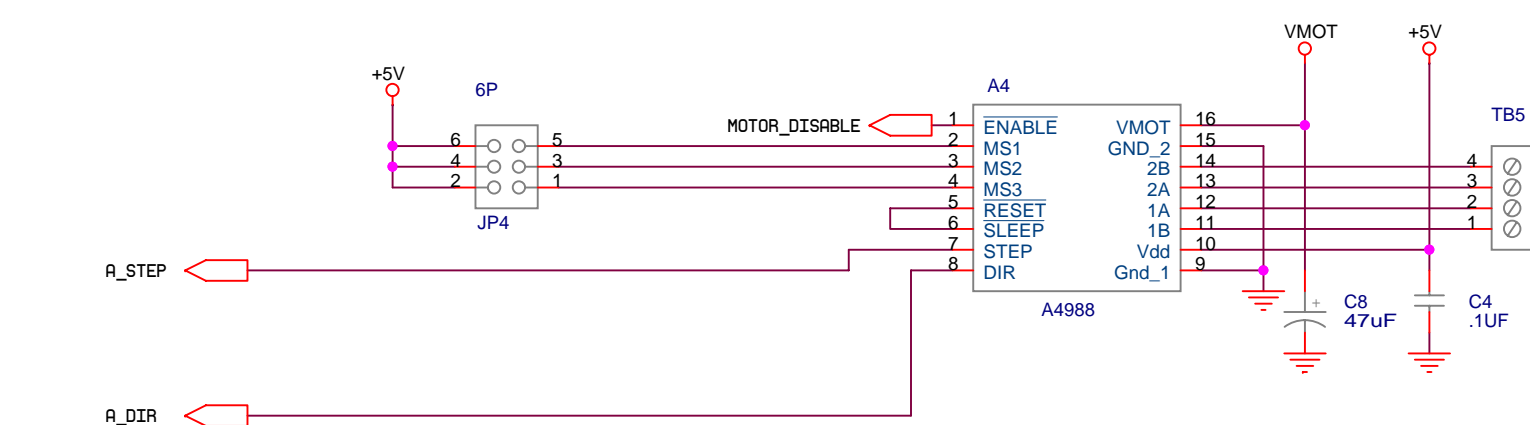 VMOT +5V
+5V
6P
A4
TB5
MOTOR_DISABLE
1 ENABLE VMOT 16
6 5 2 MS1 GND_2 15
4 3 3 MS2 2B 14 4
2 1 4 MS3 2A 13 3
5 RESET 1A 12 2
JP4
6 SLEEP 1B 11 1
7 STEP Vdd 10
A_STEP
8 DIR Gnd_1 9
A4988
+ C8 C4
47uF .1UF
A_DIR